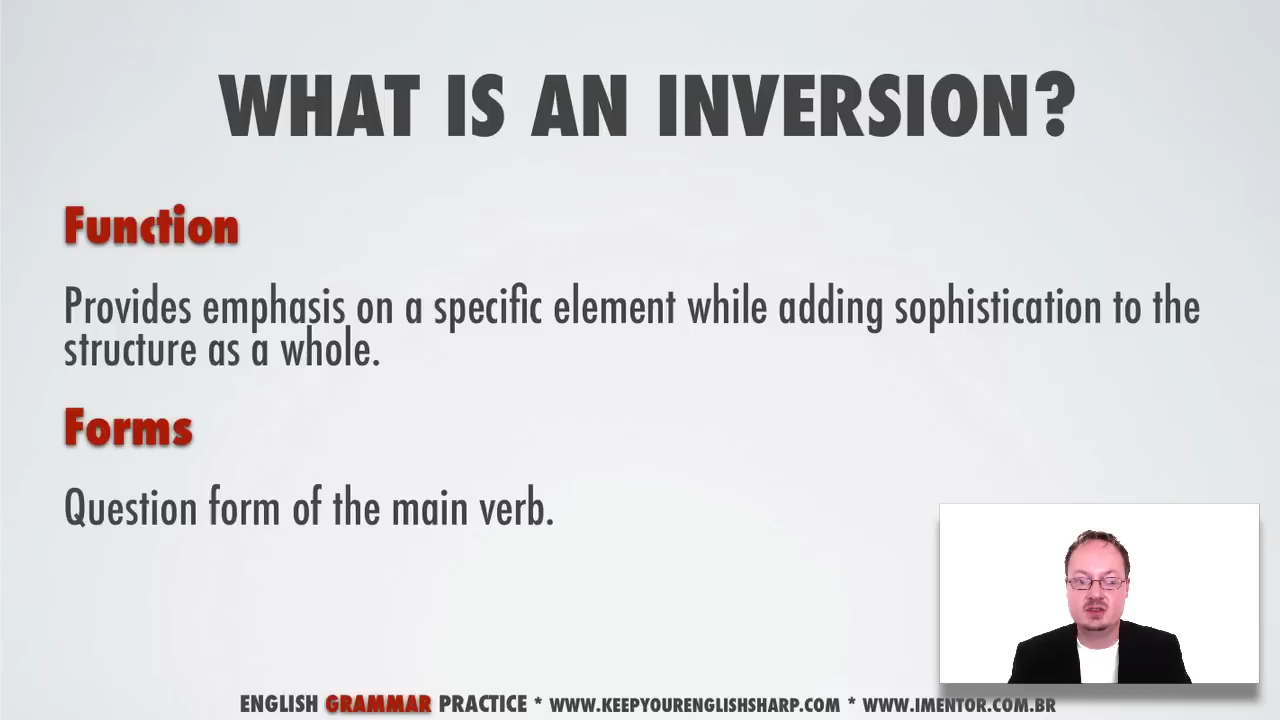 WHAT IS AN INVERSION?
Function
Provides emphasis on a specific element while adding sophistication to the
structure as a whole.
Forms
Question form of the main verb.
ENGLISH GRAMMAR PRACTICE * WWW.KEEPYOURENGLISHSHARP.COM * WWW.IMENTOR.COM.BR